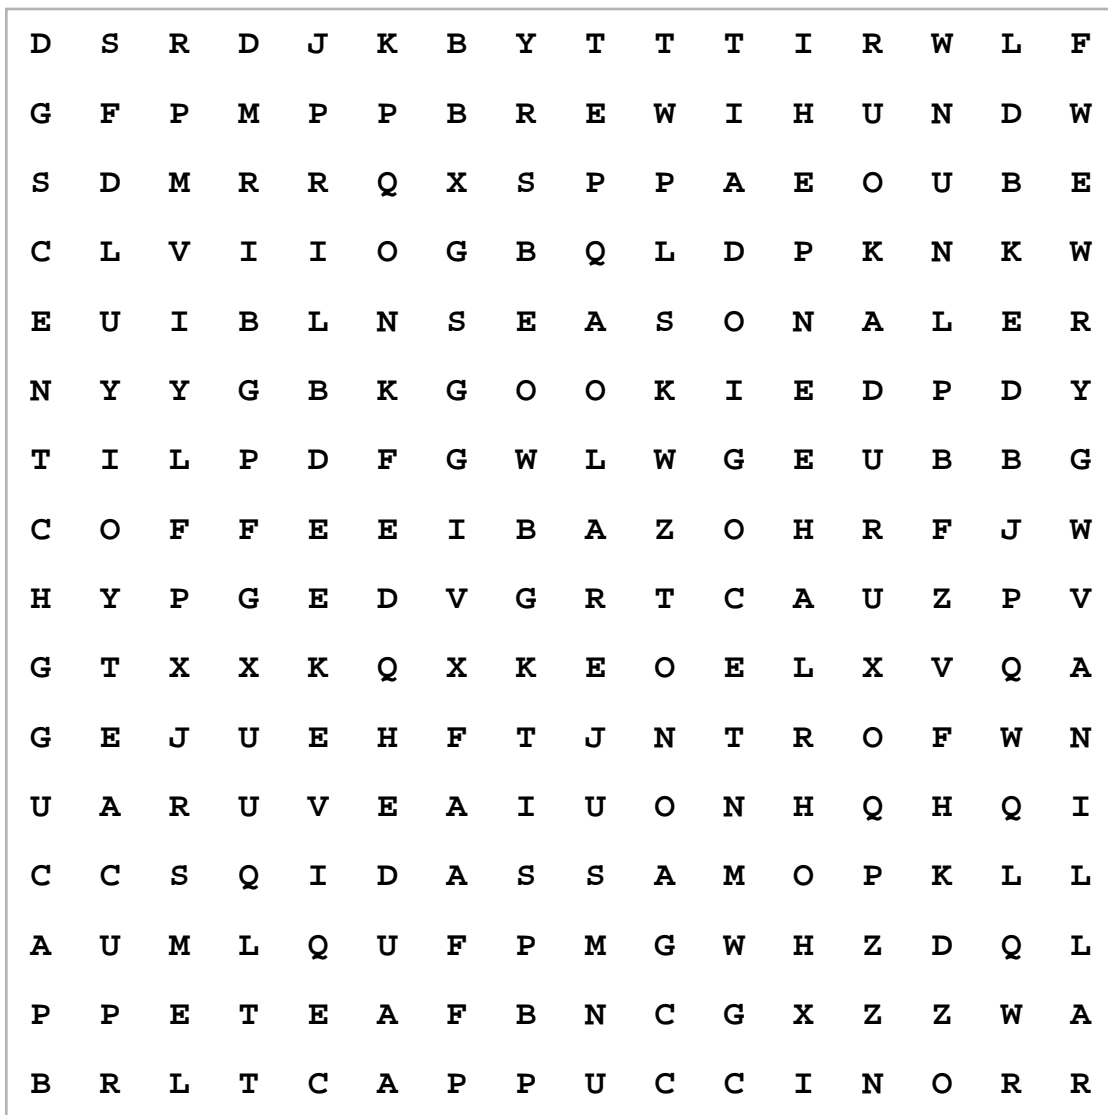 D S R D J K B Y T T T I R W L F
G F P M P P B R E W I H U N D W
S D M R R Q X S P P A E O U B E
C L V I I O G B Q L D P K N K W
E U I B L N S E A S O N A L E R
N Y Y G B K G O O K I E D P D Y
T I L P D F G W L W G E U B B G
C O F F E E I B A Z O H R F J W
H Y P G E D V G R T C A U Z P V
G T X X K Q X K E O E L X V Q A
G E J U E H F T J N T R O F W N
U A R U V E A I U O N H Q H Q I
C C S Q I D A S S A M O P K L L
A U M L Q U F P M G W H Z D Q L
P P E T E A F B N C G X Z Z W A
B R L T C A P P U C C I N O R R